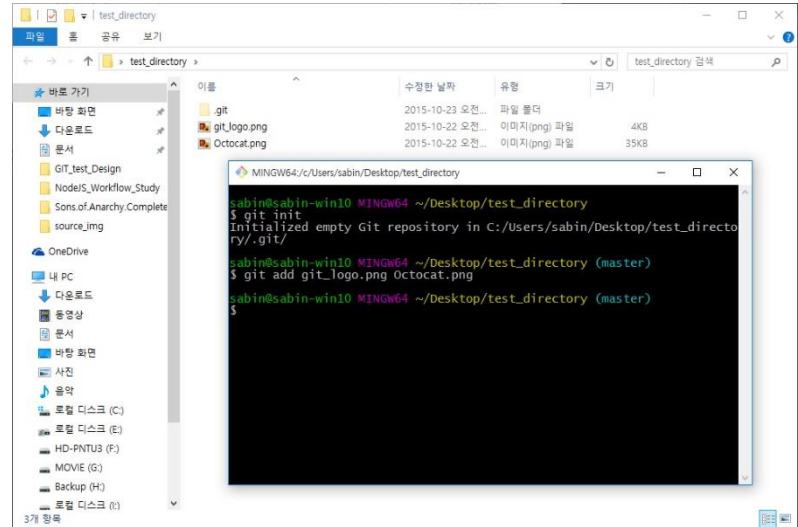 test_directory
파일 홈 공유 보기
test_directory
test_directory 검색
이름 수정한 날짜 유형 크기
.git 2015-10-23 오전... 파일 폴더
git_logo.png 2015-10-22 오전... 이미지(png) 파일 4KB
Octocat.png 2015-10-22 오전... 이미지(png) 파일 35KB
바로 가기
바탕 화면
다운로드
문서
GIT_test_Design
NodeJS_Workflow_Study
Sons.of.Anarchy.Complete
source_img
OneDrive
내 PC
다운로드
동영상
문서
바탕 화면
사진
음악
로컬 디스크 (C:)
로컬 디스크 (E:)
HD-PNTU3 (F:)
MOVIE (G:)
Backup (H:)
로컬 디스크 (I:)
3개 항목
MINGW64:/c/Users/sabin/Desktop/test_directory
sabin@sabin-win10 MINGW64 ~/Desktop/test_directory
$ git init
Initialized empty Git repository in C:/Users/sabin/Desktop/test_directo
ry/.git/
sabin@sabin-win10 MINGW64 ~/Desktop/test_directory (master)
$ git add git_logo.png Octocat.png
sabin@sabin-win10 MINGW64 ~/Desktop/test_directory (master)
$